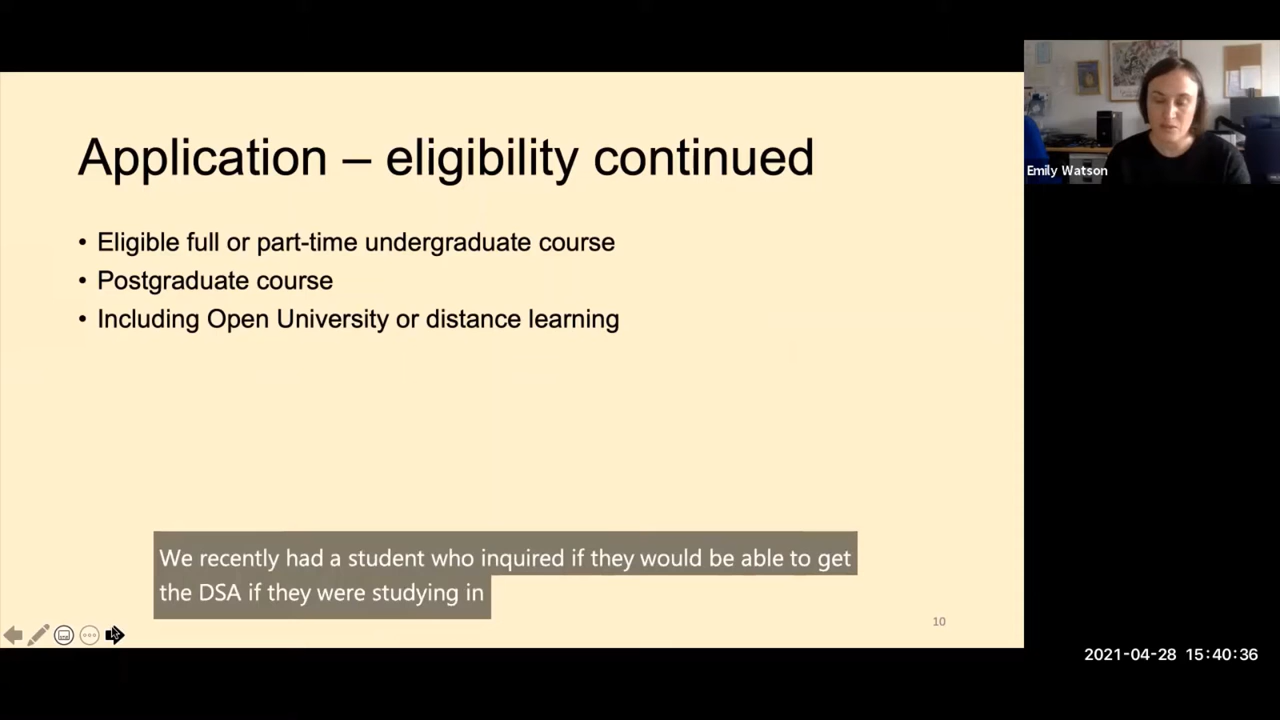 Application – eligibility continued
• Eligible full or part-time undergraduate course
• Postgraduate course
• Including Open University or distance learning
We recently had a student who inquired if they would be able to get
the DSA if they were studying in
10
Emily Watson
2021-04-28 15:40:36